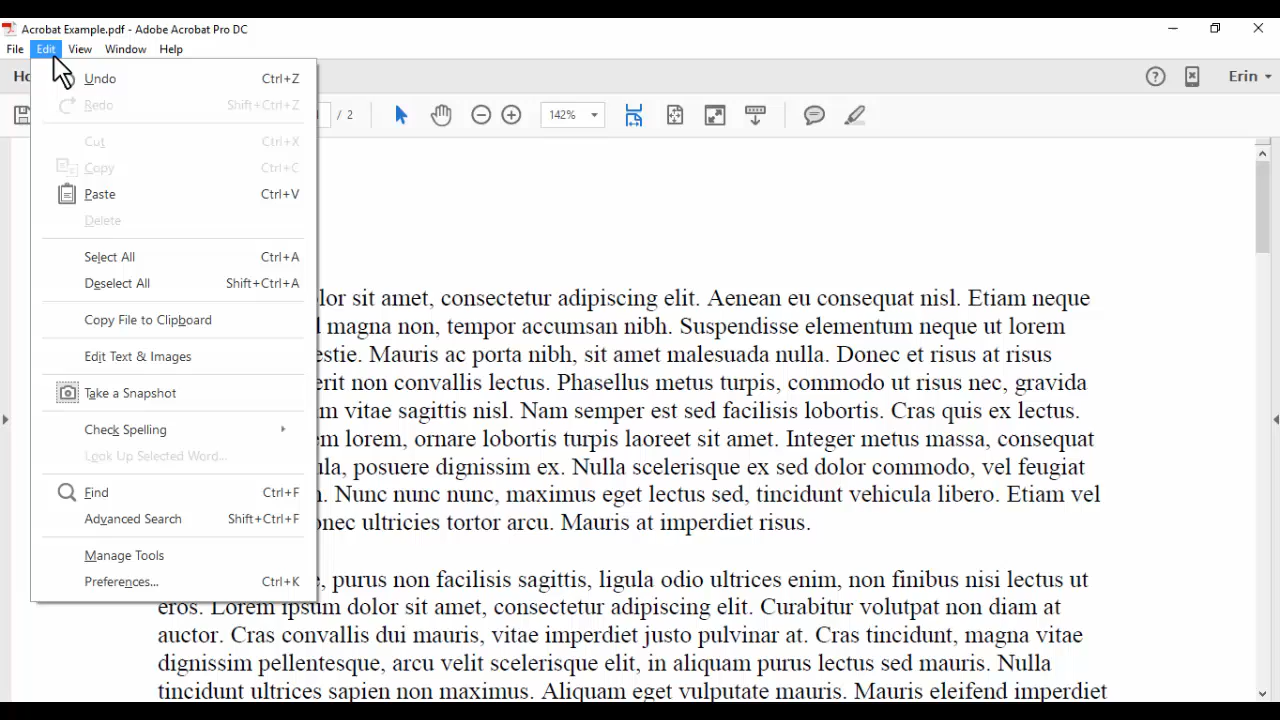 Acrobat Example.pdf - Adobe Acrobat Pro DC
File Edit View Window Help
Erin
/ 2
142%
Undo Ctrl+Z
Redo Shift+Ctrl+Z
Cut Ctrl+X
Copy Ctrl+C
Paste Ctrl+V
Delete
Select All Ctrl+A
Deselect All Shift+Ctrl+A
Copy File to Clipboard
Edit Text & Images
Take a Snapshot
Check Spelling
Look Up Selected Word...
Find Ctrl+F
Advanced Search Shift+Ctrl+F
Manage Tools
Preferences... Ctrl+K
sit amet, consectetur adipiscing elit. Aenean eu consequat nisl. Etiam neque
magna non, tempor accumsan nibh. Suspendisse elementum neque ut lorem
Mauris ac porta nibh, sit amet malesuada nulla. Donec et risus at risus
non convallis lectus. Phasellus metus turpis, commodo ut risus nec, gravida
vitae sagittis nisl. Nam semper est sed facilisis lobortis. Cras quis ex lectus.
lorem, ornare lobortis turpis laoreet sit amet. Integer metus massa, consequat
posuere dignissim ex. Nulla scelerisque ex sed dolor commodo, vel feugiat
Nunc nunc nunc, maximus eget lectus sed, tincidunt vehicula libero. Etiam vel
ultricies tortor arcu. Mauris at imperdiet risus.
purus non facilisis sagittis, ligula odio ultrices enim, non finibus nisi lectus ut
eros. Lorem ipsum dolor sit amet, consectetur adipiscing elit. Curabitur volutpat non diam at
auctor. Cras convallis dui mauris, vitae imperdiet justo pulvinar at. Cras tincidunt, magna vitae
dignissim pellentesque, arcu velit scelerisque elit, in aliquam purus lectus sed mauris. Nulla
tincidunt ultrices sapien non maximus. Aliquam eget vulputate mauris. Mauris eleifend imperdiet